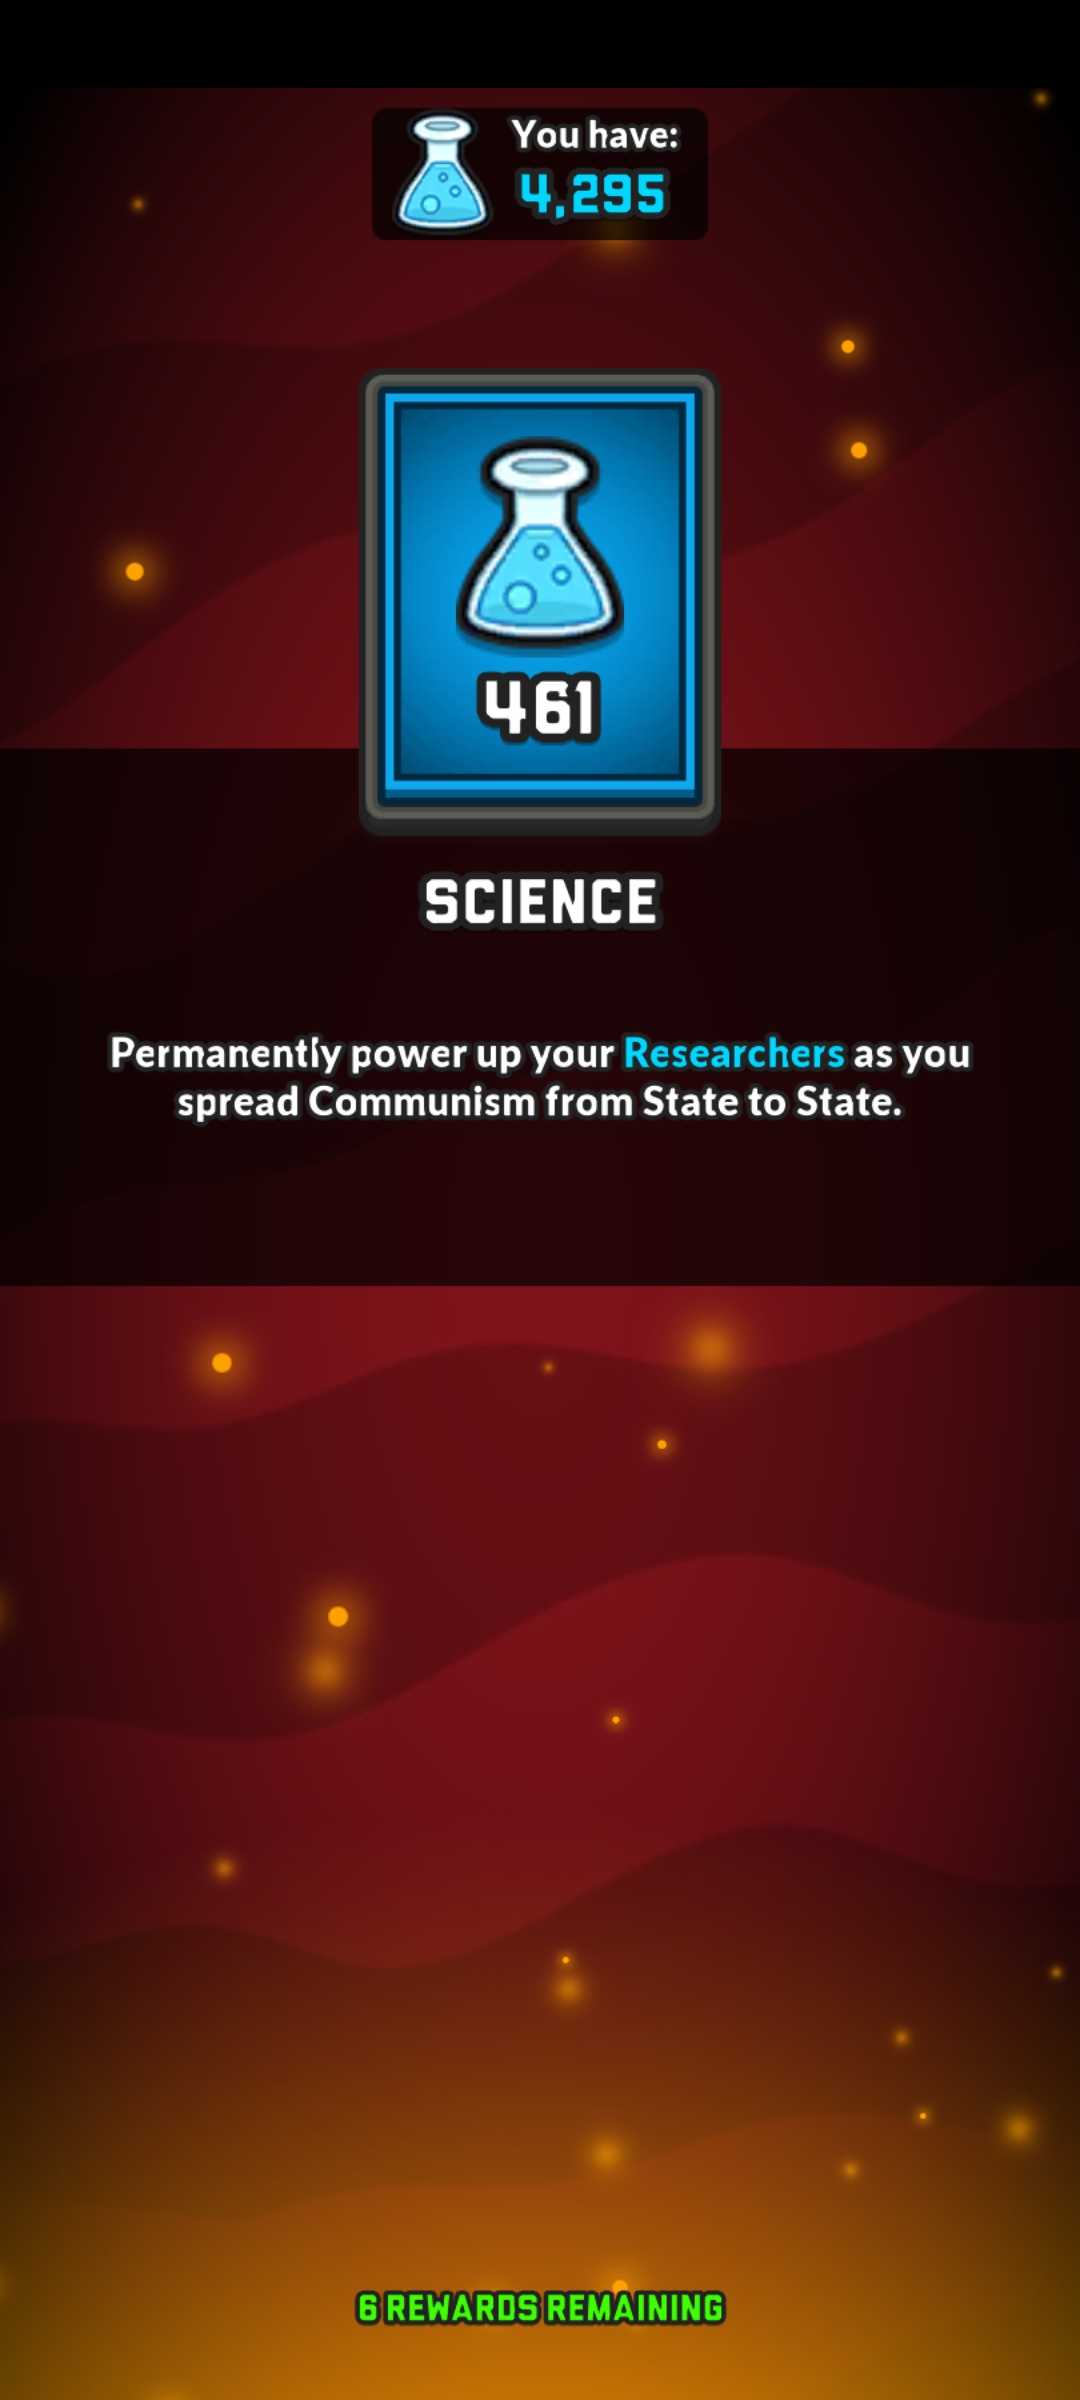 You have:
4,295
461
SCIENCE
Permanently power up your Researchers as you
spread Communism from State to State.
6 REWARDS REMAINING